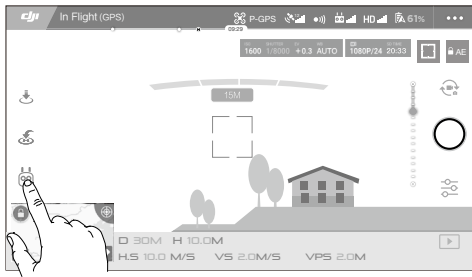 dji In Flight (GPS) P-GPS HD 61%
09:29
ISO SHUTTER EV WB
1600 1/8000 +0.3 AUTO 1080P/24 20:33 AE
15M
D 30M H 10.0M
H.S 10.0 M/S VS 2.0M/S VPS 2.0M